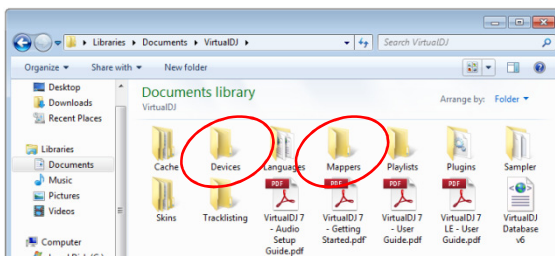 Libraries ▸ Documents ▸ VirtualDJ ▸
Search VirtualDJ
Organize ▼ Share with ▼ New folder
Desktop
Downloads
Recent Places
Libraries
Documents
Music
Pictures
Videos
Computer
Documents library
VirtualDJ
Arrange by: Folder ▼
Cache Devices Languages Mappers Playlists Plugins Sampler
PDF PDF PDF PDF
Skins Tracklisting VirtualDJ 7 VirtualDJ 7 VirtualDJ 7 VirtualDJ 7 VirtualDJ
- Audio - Getting - User LE - User Database
Setup Started.pdf Guide.pdf Guide.pdf v6
Guide.pdf